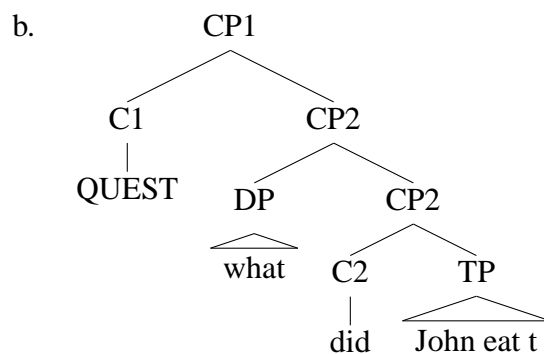 b. CP1
C1 CP2
QUEST DP CP2
what C2 TP
did John eat t